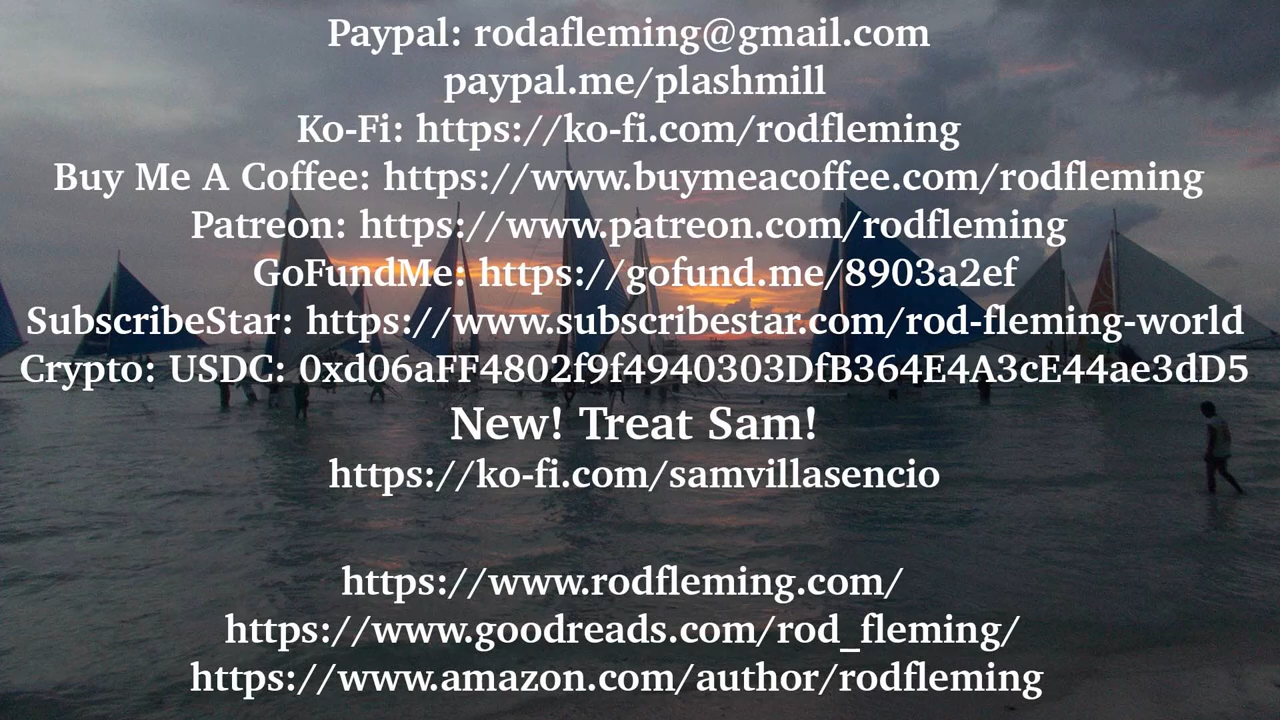 Paypal: rodafleming@gmail.com
paypal.me/plashmill
Ko-Fi: https://ko-fi.com/rodfleming
Buy Me A Coffee: https://www.buymeacoffee.com/rodfleming
Patreon: https://www.patreon.com/rodfleming
GoFundMe: https://gofund.me/8903a2ef
SubscribeStar: https://www.subscribestar.com/rod-fleming-world
Crypto: USDC: 0xd06aFF4802f9f4940303DfB364E4A3cE44ae3dD5
New! Treat Sam!
https://ko-fi.com/samvillasencio
https://www.rodfleming.com/
https://www.goodreads.com/rod_fleming/
https://www.amazon.com/author/rodfleming